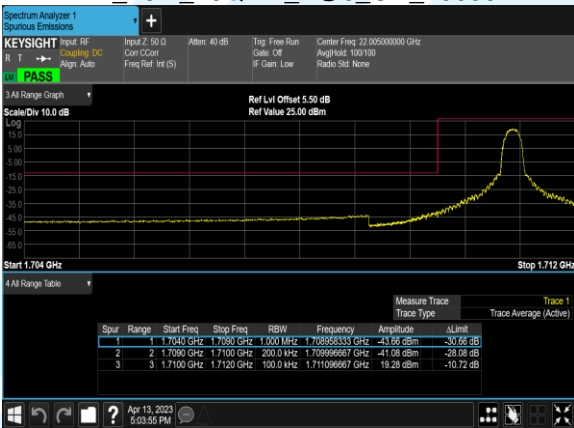 Spectrum Analyzer 1
Spurious Emissions
+
KEYSIGHT Input: RF Input Z: 50 Ω Atten: 40 dB Trig: Free Run Center Freq: 22.005000000 GHz
R T Coupling: DC Corr CCorr Gate: Off Avg|Hold: 100/100
Align: Auto Freq Ref: Int (S) IF Gain: Low Radio Std: None
LM PASS
3 All Range Graph
Ref Lvl Offset 5.50 dB
Scale/Div 10.0 dB Ref Value 25.00 dBm
Log
15.0
5.00
-5.00
-15.0
-25.0
-35.0
-45.0
-55.0
-65.0
Start 1.704 GHz Stop 1.712 GHz
4 All Range Table
Measure Trace Trace 1
Trace Type Trace Average (Active)
Spur Range Start Freq Stop Freq RBW Frequency Amplitude ΔLimit
1 1 1.7040 GHz 1.7090 GHz 1.000 MHz 1.708958333 GHz -43.66 dBm -30.66 dB
2 2 1.7090 GHz 1.7100 GHz 200.0 kHz 1.709996667 GHz -41.08 dBm -28.08 dB
3 3 1.7100 GHz 1.7120 GHz 100.0 kHz 1.711096667 GHz 19.28 dBm -10.72 dB
? Apr 13, 2023
5:03:55 PM